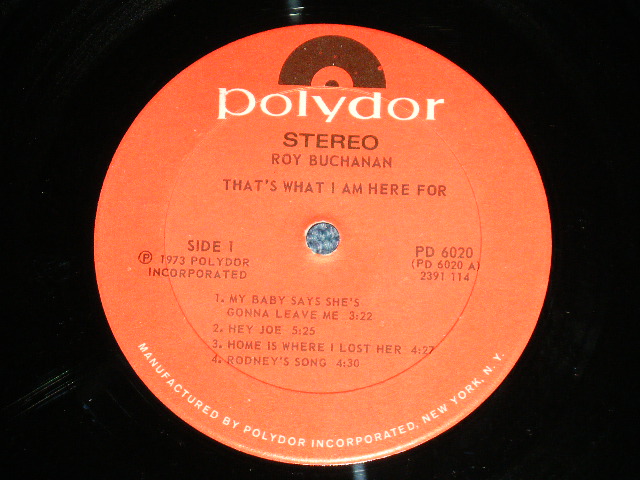 polydor
STEREO
ROY BUCHANAN
THAT'S WHAT I AM HERE FOR
SIDE 1
℗ 1973 POLYDOR
INCORPORATED
PD 6020
(PD 6020 A)
2391 114
1. MY BABY SAYS SHE'S
GONNA LEAVE ME 3:22
2. HEY JOE 5:25
3. HOME IS WHERE I LOST HER 4:27
4. RODNEY'S SONG 4:30
MANUFACTURED BY POLYDOR INCORPORATED, NEW YORK, N. Y.